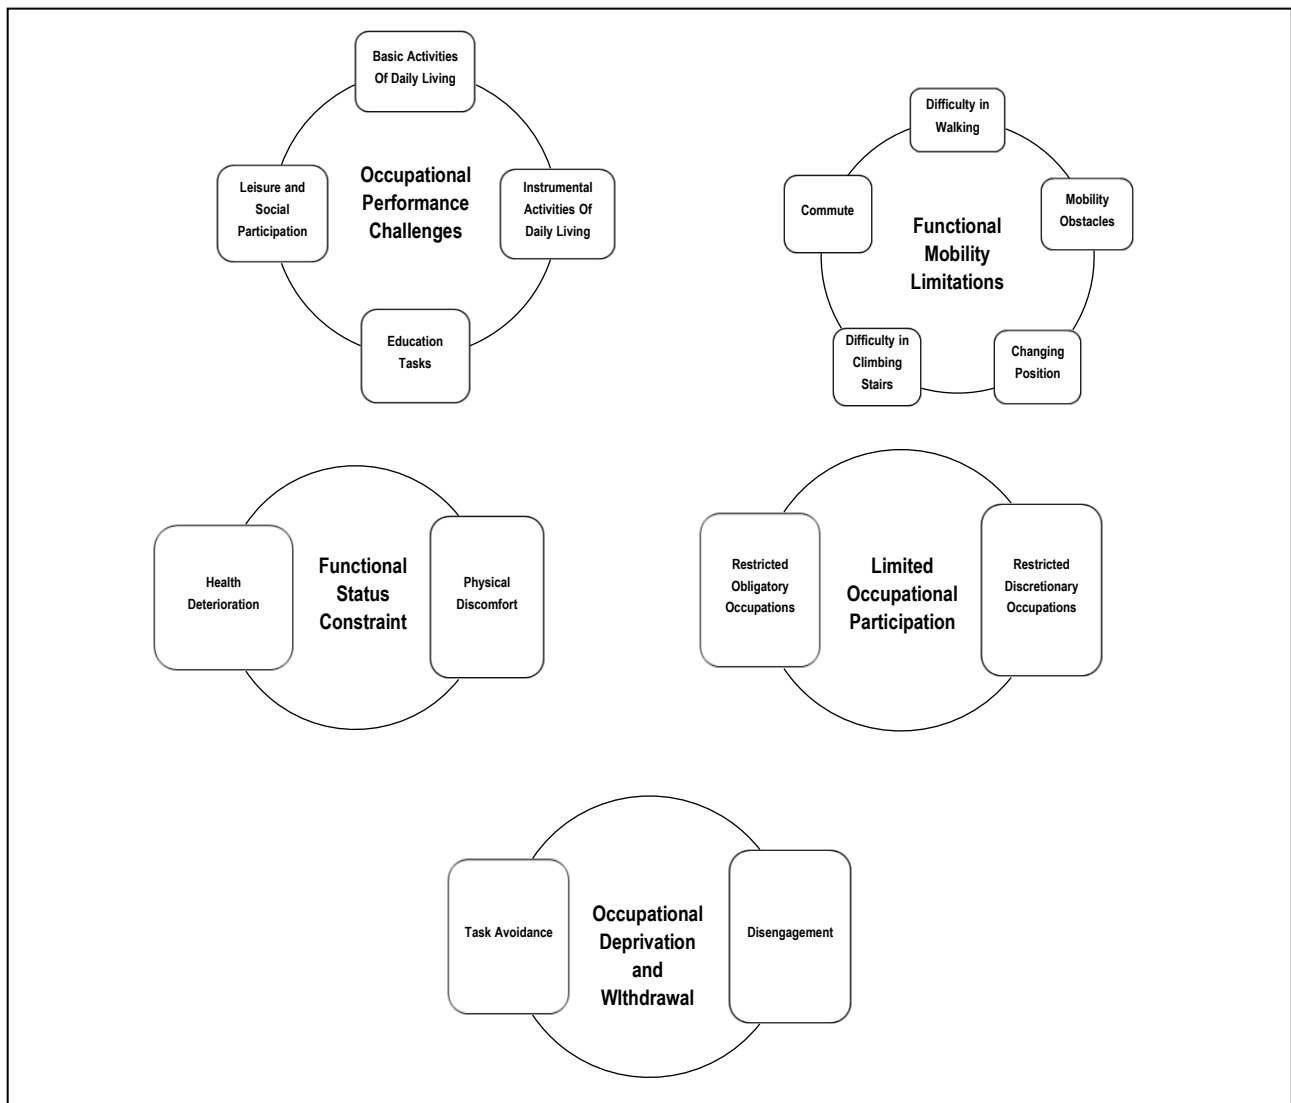 Basic Activities
Of Daily Living
Leisure and
Social
Participation
Occupational
Performance
Challenges
Instrumental
Activities Of
Daily Living
Education
Tasks
Difficulty in
Walking
Commute
Functional
Mobility
Limitations
Mobility
Obstacles
Difficulty in
Climbing
Stairs
Changing
Position
Health
Deterioration
Functional
Status
Constraint
Physical
Discomfort
Restricted
Obligatory
Occupations
Limited
Occupational
Participation
Restricted
Discretionary
Occupations
Task Avoidance
Occupational
Deprivation
and
WIthdrawal
Disengagement